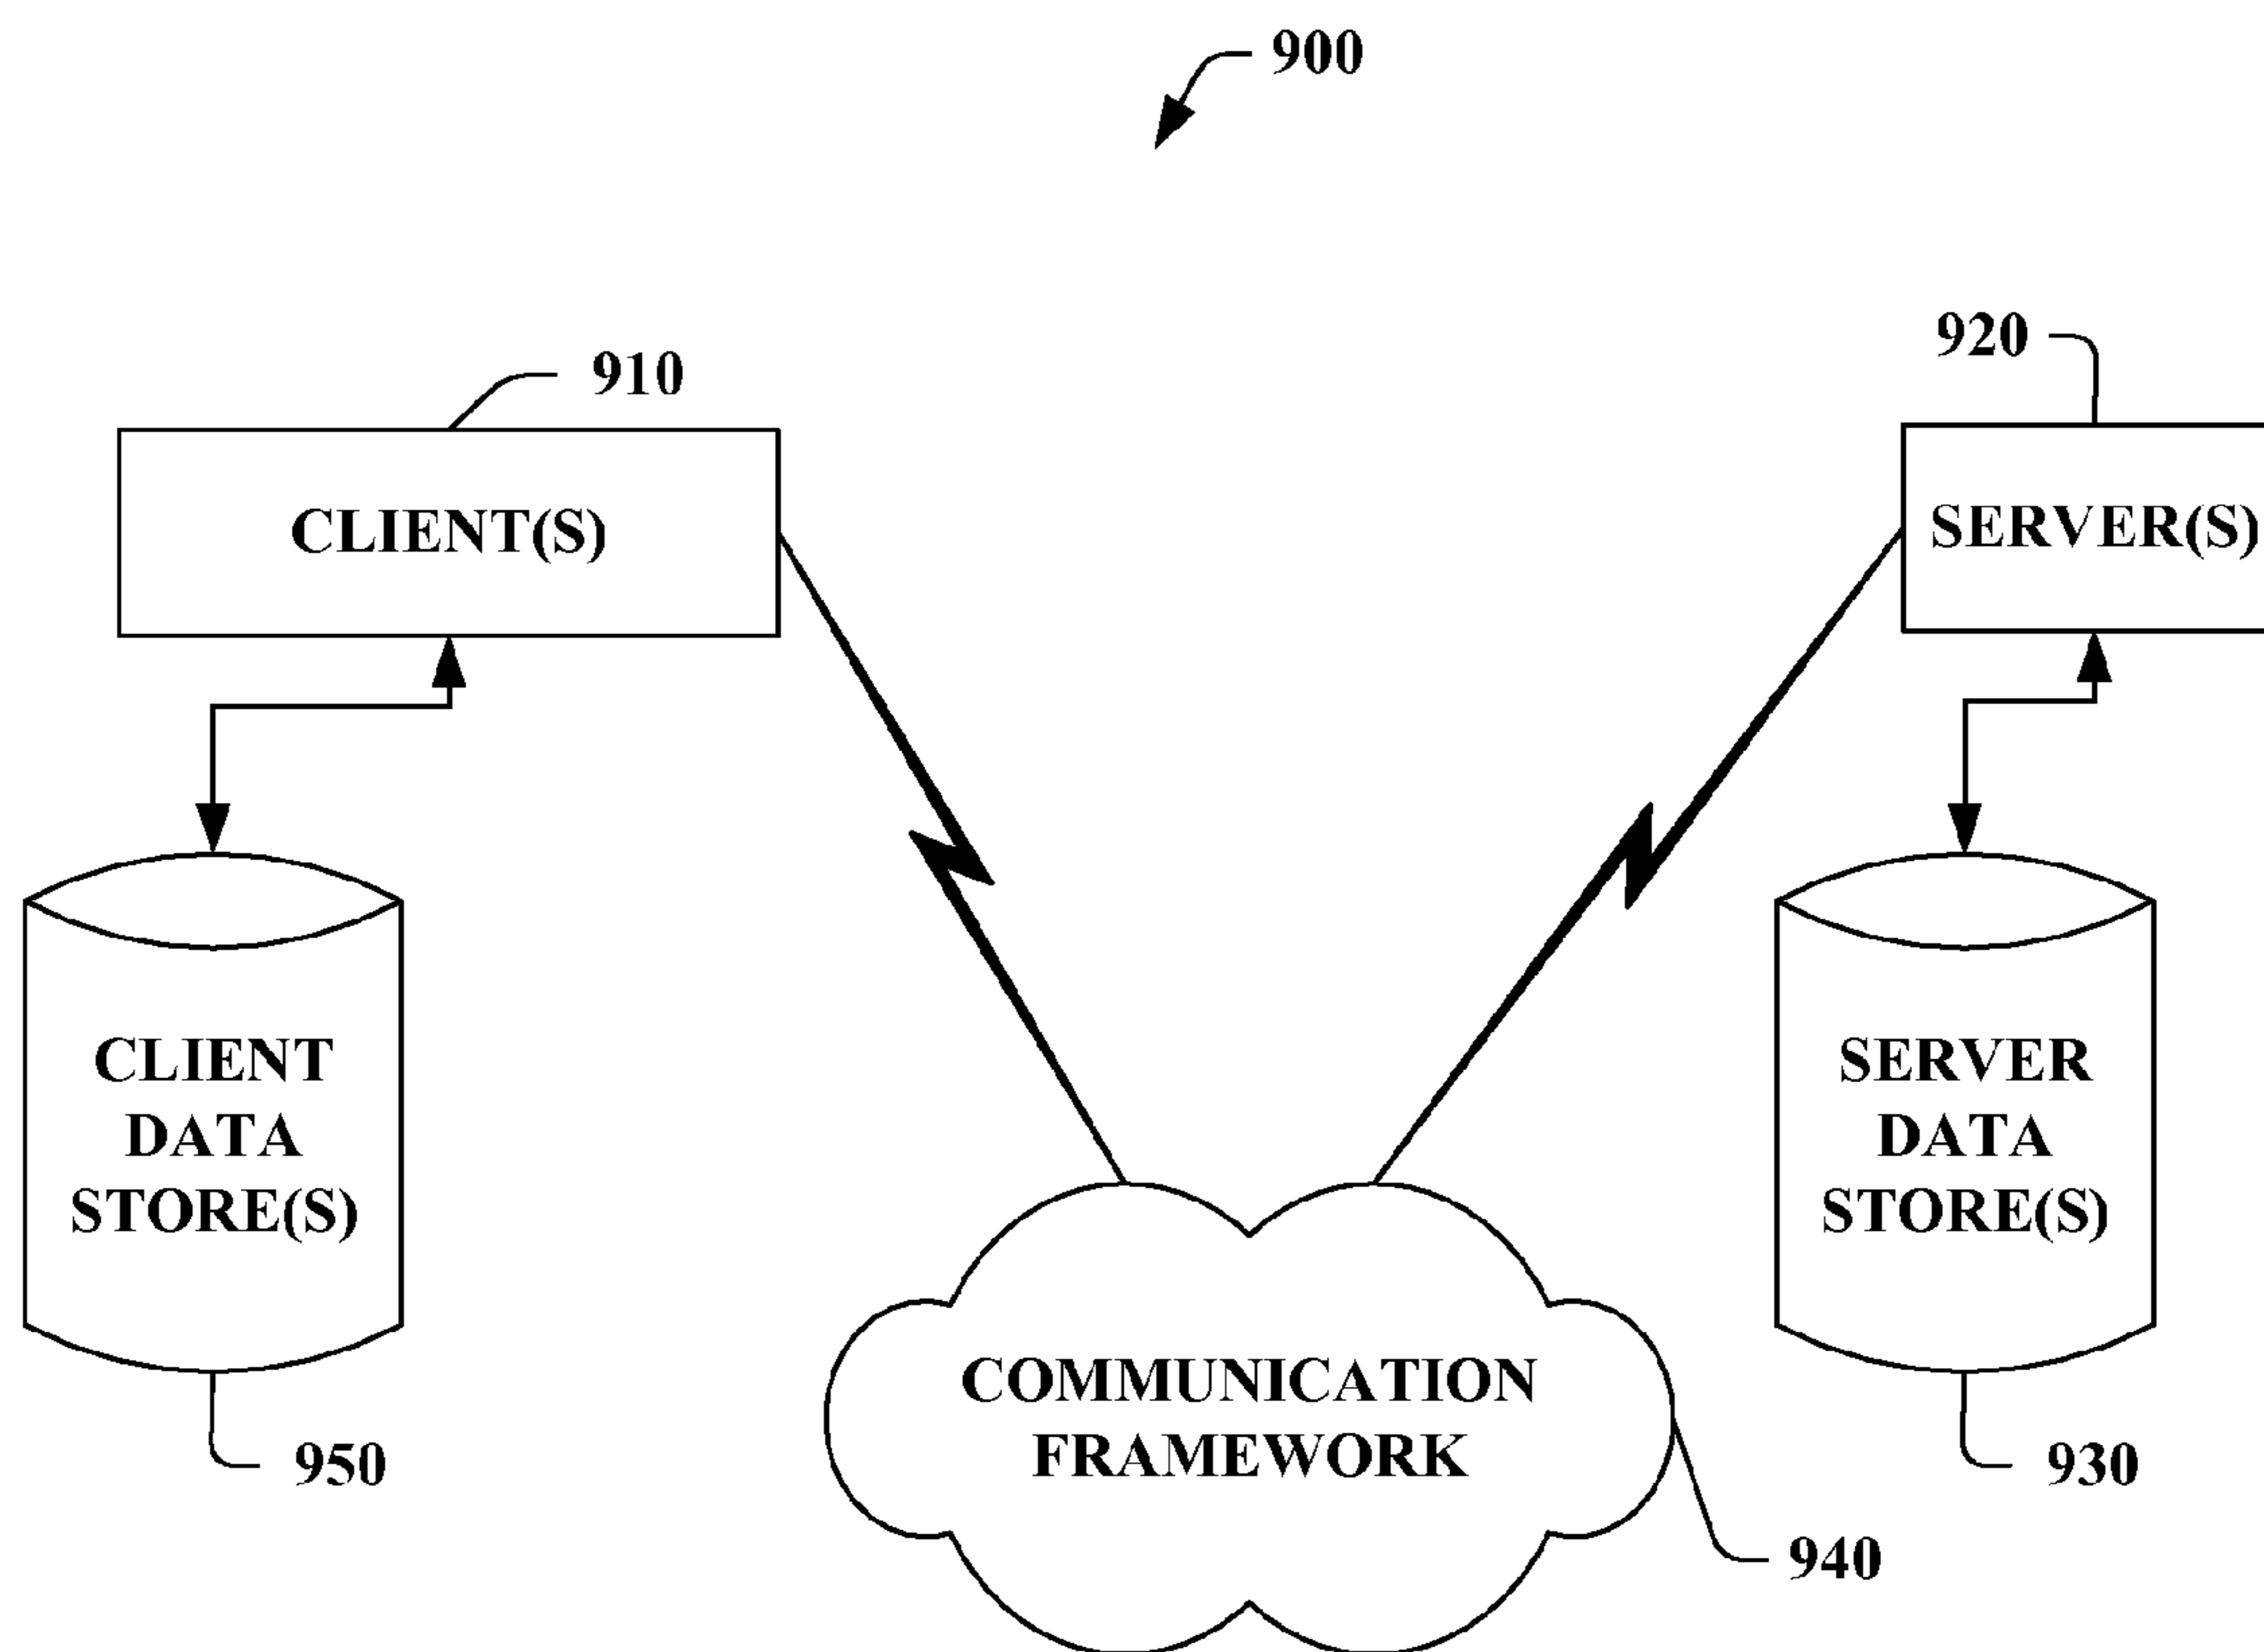 900
910
920
CLIENT(S)
SERVER(S)
CLIENT
DATA
STORE(S)
SERVER
DATA
STORE(S)
COMMUNICATION
FRAMEWORK
950
930
940